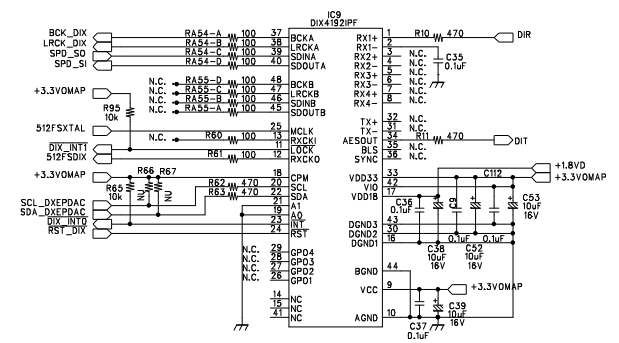 IC9
DIX4192IPF
BCK_DIX RA54-A 100 37 BCKA
LRCK_DIX RA54-B 100 38 LRCKA
SPD_SO RA54-C 100 39 SDINA
SPD_SI RA54-D 100 40 SDOUTA
N.C. RA55-D 100 48 BCKB
N.C. RA55-C 100 47 LRCKB
N.C. RA55-B 100 46 SDINB
N.C. RA55-A 100 45 SDOUTB
+3.3VOMAP
R95
10k
512FSXTAL 25 MCLK
N.C. R60 100 13 RXCKI
DIX_INT1 11 LOCK
512FSDIX R61 100 12 RXCKO
+3.3VOMAP 18 CPM
R65
10k
R66
NU
R67
NU
R62 470 20 SCL
R63 470 22 SDA
SCL_DXEPDAC 21 A1
SDA_DXEPDAC 19 A0
DIX_INT0 23 INT
RST_DIX 24 RST
N.C. 29 GPO4
N.C. 28 GPO3
N.C. 27 GPO2
N.C. 26 GPO1
14 NC
15 NC
41 NC
RX1+ 1 R10 470 DIR
RX1- 2
C35
0.1uF
RX2+ 3 N.C.
RX2- 4 N.C.
RX3+ 5 N.C.
RX3- 6 N.C.
RX4+ 7 N.C.
RX4- 8 N.C.
TX+ 32 N.C.
TX- 31 N.C.
AESOUT 34 R11 470 DIT
BLS 35 N.C.
SYNC 36 N.C.
+1.8VD
VDD33 33 +3.3VOMAP
VIO 42
VDD18 17
C36
0.1uF
C38
10uF
16V
C9
0.1uF
C52
10uF
16V
C112
0.1uF
C53
10uF
16V
DGND3 43
DGND2 30
DGND1 16
BGND 44
VCC 9 +3.3VOMAP
C37
0.1uF
C39
10uF
16V
AGND 10